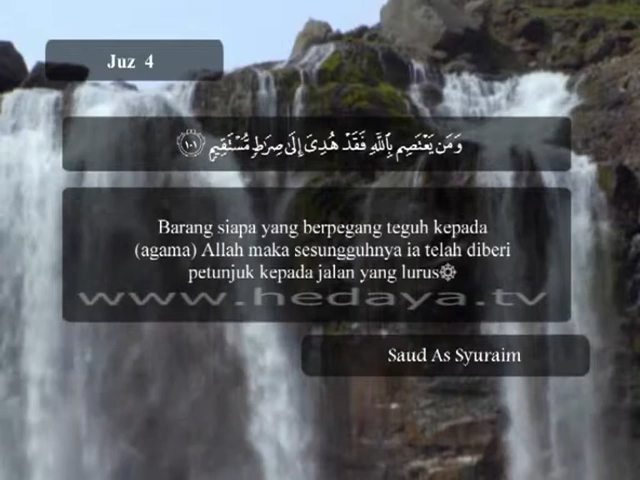 Juz 4
وَمَن يَعْتَصِم بِٱللَّهِ فَقَدْ هُدِىَ إِلَىٰ صِرَٰطٍ مُّسْتَقِيمٍ ١٠١
Barang siapa yang berpegang teguh kepada
(agama) Allah maka sesungguhnya ia telah diberi
petunjuk kepada jalan yang lurus۞
www.hedaya.tv
Saud As Syuraim